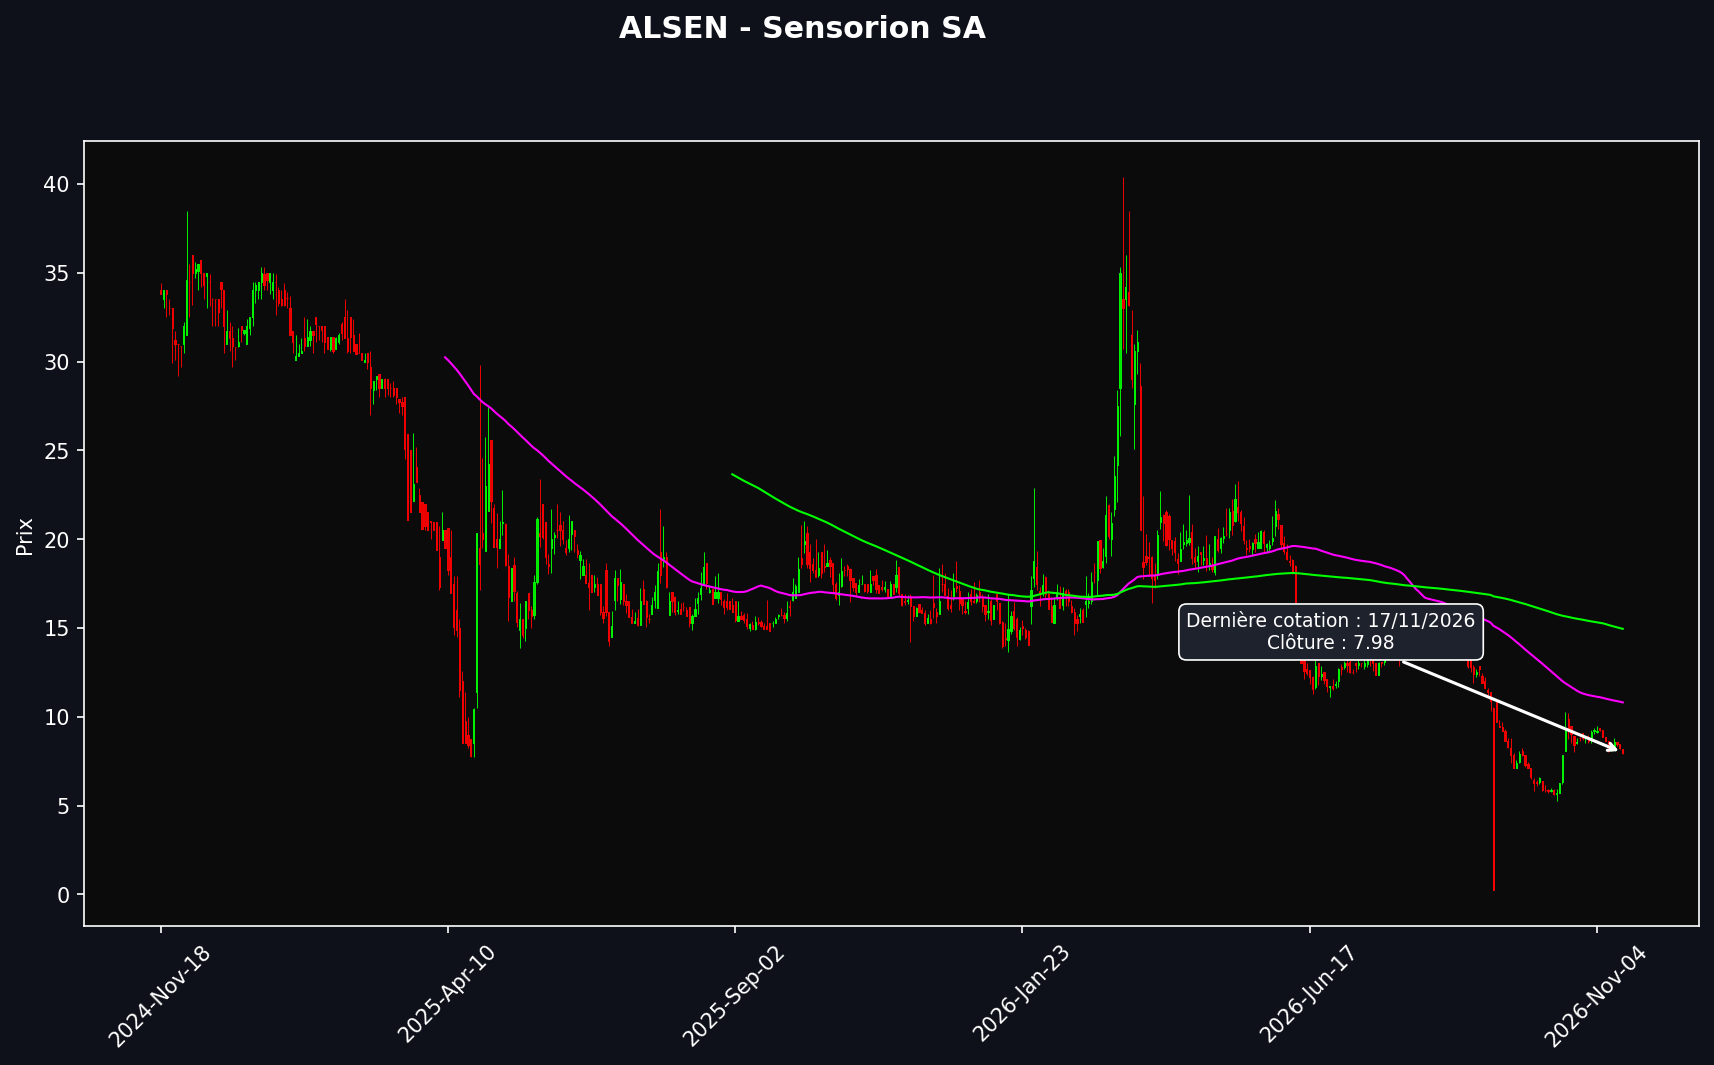 ALSEN - Sensorion SA
Prix
40
35
30
25
20
15
10
5
0
Dernière cotation : 17/11/2026
Clôture : 7.98
2024-Nov-18
2025-Apr-10
2025-Sep-02
2026-Jan-23
2026-Jun-17
2026-Nov-04